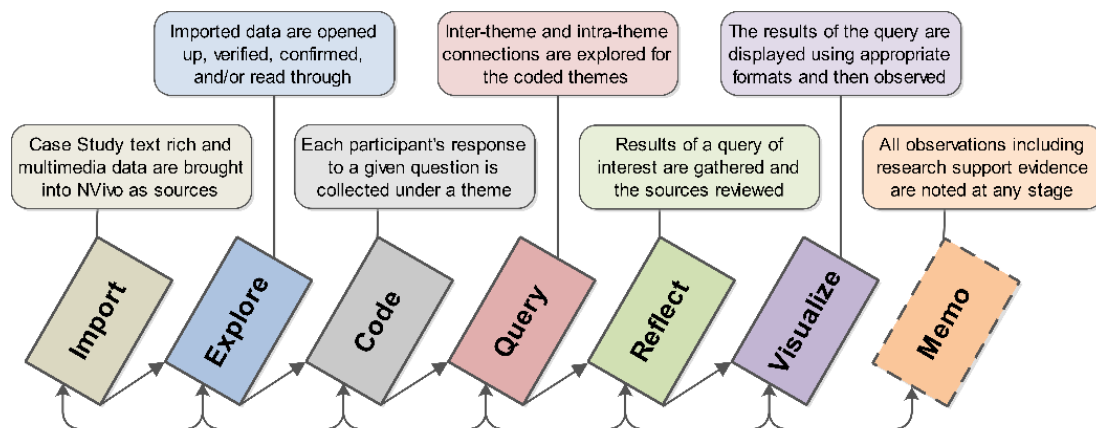 Imported data are opened
up, verified, confirmed,
and/or read through
Inter-theme and intra-theme
connections are explored for
the coded themes
The results of the query are
displayed using appropriate
formats and then observed
Case Study text rich and
multimedia data are brought
into NVivo as sources
Each participant's response
to a given question is
collected under a theme
Results of a query of
interest are gathered and
the sources reviewed
All observations including
research support evidence
are noted at any stage
Import
Explore
Code
Query
Reflect
Visualize
Memo